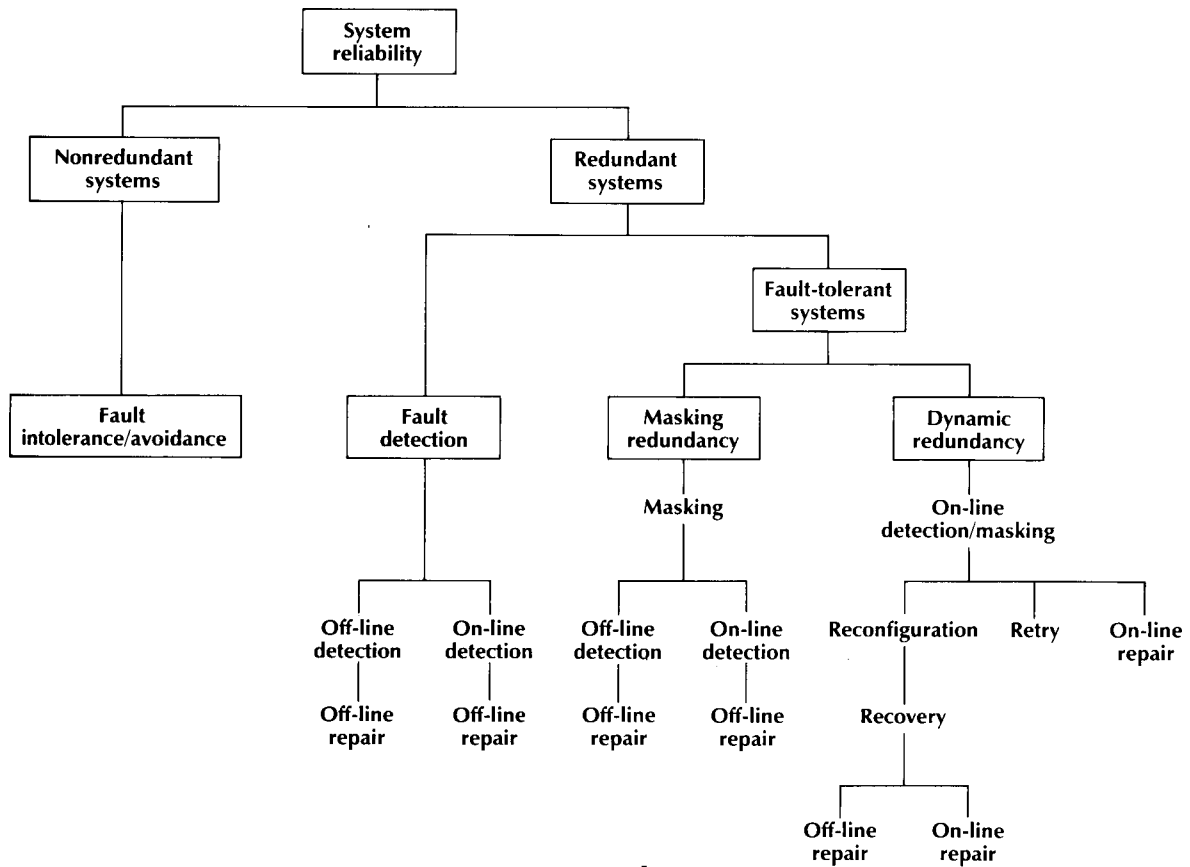 System
reliability
Nonredundant
systems
Redundant
systems
Fault-tolerant
systems
Fault
intolerance/avoidance
Fault
detection
Masking
redundancy
Dynamic
redundancy
Masking
On-line
detection/masking
Off-line
detection
On-line
detection
Off-line
detection
On-line
detection
Reconfiguration
Retry
On-line
repair
Off-line
repair
Off-line
repair
Off-line
repair
Off-line
repair
Recovery
Off-line
repair
On-line
repair